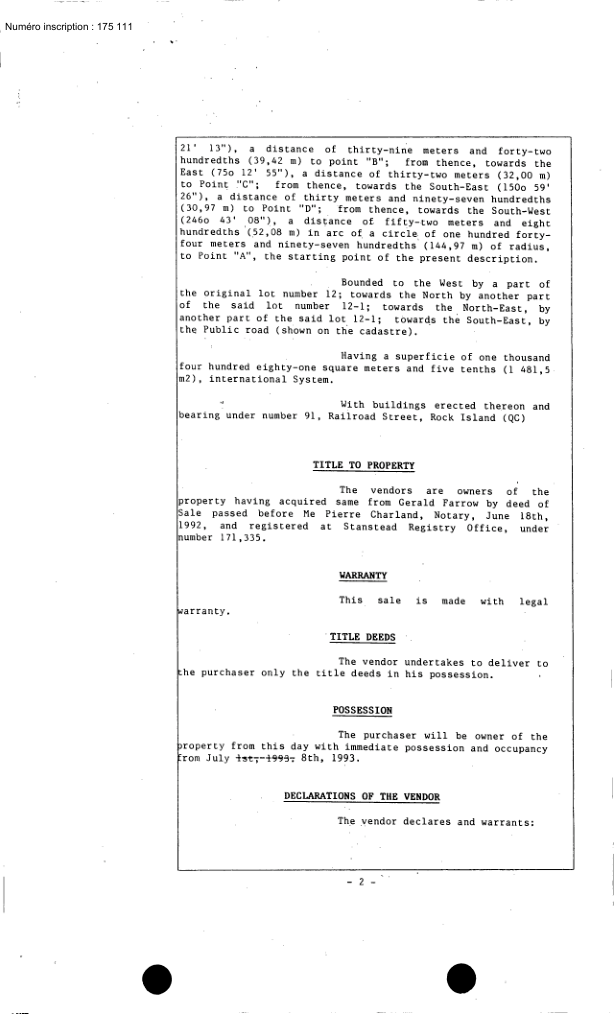 Numéro inscription : 175 111
21' 13"), a distance of thirty-nine meters and forty-two
hundredths (39,42 m) to point "B"; from thence, towards the
East (75o 12' 55"), a distance of thirty-two meters (32,00 m)
to Point "C"; from thence, towards the South-East (150o 59'
26"), a distance of thirty meters and ninety-seven hundredths
(30,97 m) to Point "D"; from thence, towards the South-West
(246o 43' 08"), a distance of fifty-two meters and eight
hundredths (52,08 m) in arc of a circle of one hundred forty-
four meters and ninety-seven hundredths (144,97 m) of radius,
to Point "A", the starting point of the present description.
Bounded to the West by a part of
the original lot number 12; towards the North by another part
of the said lot number 12-1; towards the North-East, by
another part of the said lot 12-1; towards the South-East, by
the Public road (shown on the cadastre).
Having a superficie of one thousand
four hundred eighty-one square meters and five tenths (1 481,5
m2), international System.
With buildings erected thereon and
bearing under number 91, Railroad Street, Rock Island (QC)
TITLE TO PROPERTY
The vendors are owners of the
property having acquired same from Gerald Farrow by deed of
Sale passed before Me Pierre Charland, Notary, June 18th,
1992, and registered at Stanstead Registry Office, under
number 171,335.
WARRANTY
This sale is made with legal
warranty.
TITLE DEEDS
The vendor undertakes to deliver to
the purchaser only the title deeds in his possession.
POSSESSION
The purchaser will be owner of the
property from this day with immediate possession and occupancy
from July 1st, 1993, 8th, 1993.
DECLARATIONS OF THE VENDOR
The vendor declares and warrants:
- 2 -